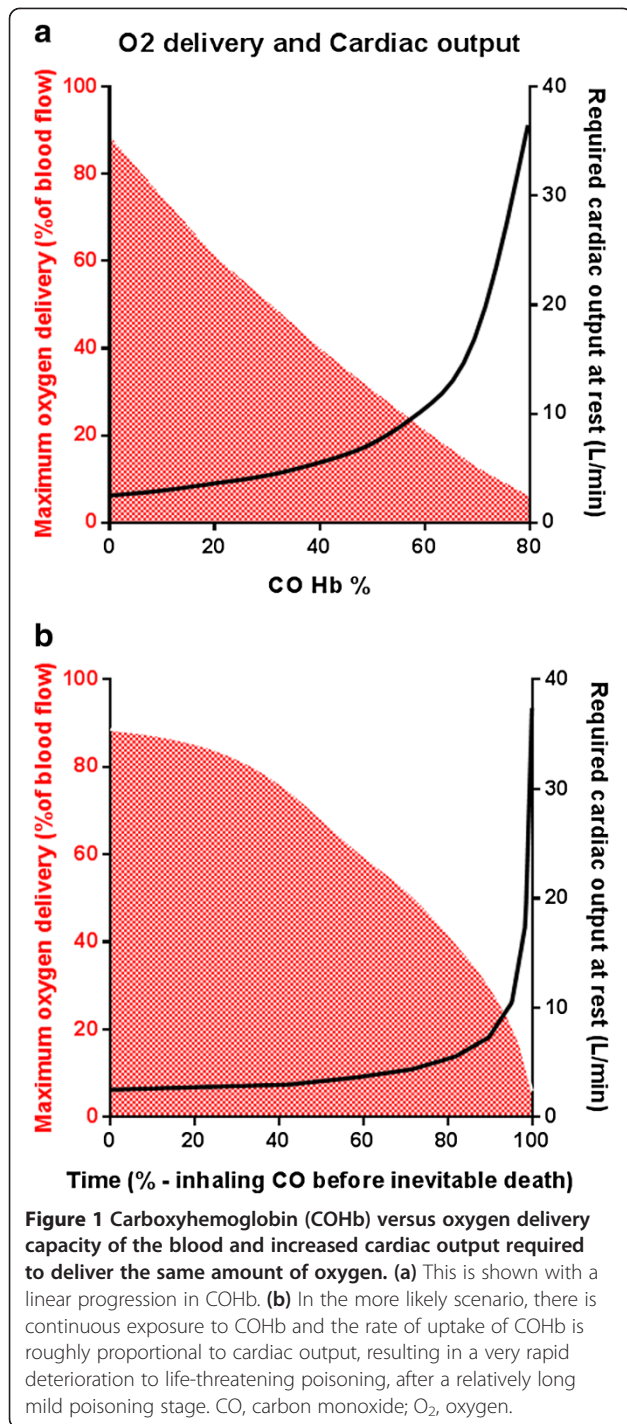 a
O2 delivery and Cardiac output
Maximum oxygen delivery (%of blood flow)
100
80
60
40
20
0
40
30
20
10
0
Required cardiac output at rest (L/min)
0 20 40 60 80
CO Hb %
b
Maximum oxygen delivery (%of blood flow)
100
80
60
40
20
0
40
30
20
10
0
Required cardiac output at rest (L/min)
0 20 40 60 80 100
Time (% - inhaling CO before inevitable death)
Figure 1 Carboxyhemoglobin (COHb) versus oxygen delivery
capacity of the blood and increased cardiac output required
to deliver the same amount of oxygen. (a) This is shown with a
linear progression in COHb. (b) In the more likely scenario, there is
continuous exposure to COHb and the rate of uptake of COHb is
roughly proportional to cardiac output, resulting in a very rapid
deterioration to life-threatening poisoning, after a relatively long
mild poisoning stage. CO, carbon monoxide; O₂, oxygen.